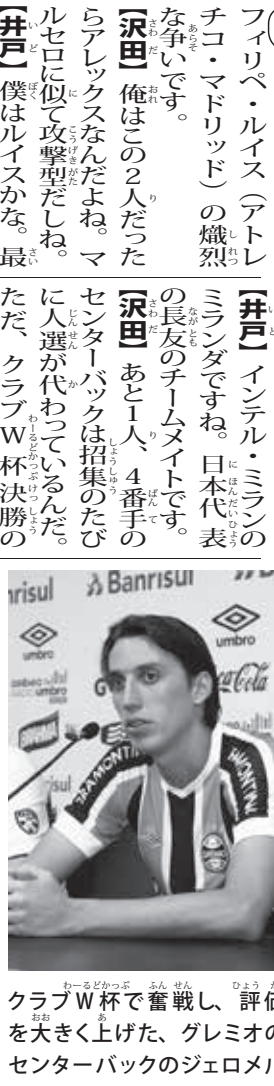 フィリペ・ルイス（アトレ
チコ・マドリッド）の熾烈
な争いです。
【沢田】俺はこの2人だった
らアレックスなんだよね。マ
ルセロに似て攻撃型だしね。
【井戸】僕はルイスかな。最
【井戸】インテル・ミランの
ミランダですね。日本代表
の長友のチームメイトです。
【沢田】あと1人、4番手の
センターバックは招集のたび
に人選が代わっているんだ。
ただ、クラブW杯決勝の
risul
Banrisul
umbro
umbro
Coca-Cola
BRAHMA
TRAMONTINA
クラブW杯で奮戦し、評価
を大きく上げた、グレミオの
センターバックのジェロメル